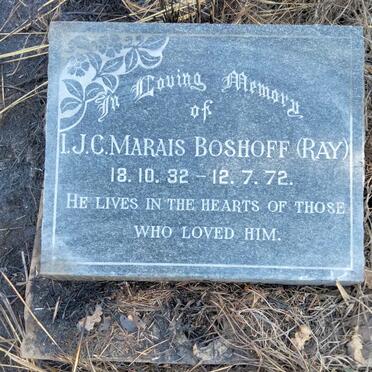 In Loving Memory
of
I.J.C. MARAIS BOSHOFF (RAY)
18.10.32 – 12.7.72.
HE LIVES IN THE HEARTS OF THOSE
WHO LOVED HIM.